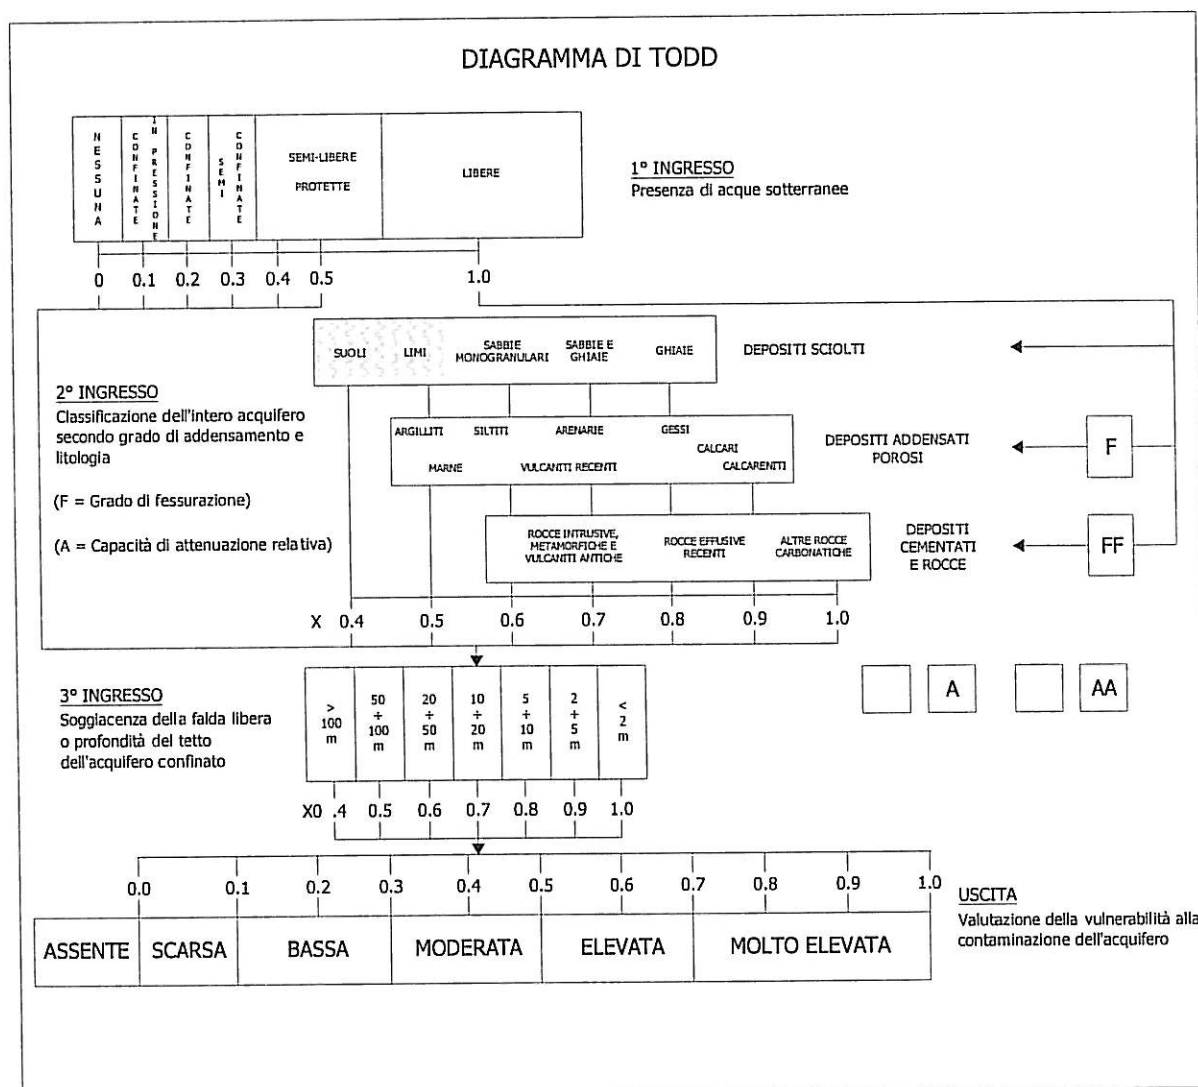 DIAGRAMMA DI TODD
NESSUNA
CONFINATE
IN PRESSIONE
CONFINATE
SEMI
CONFINATE
SEMI-LIBERE
PROTETTE
LIBERE
1° INGRESSO
Presenza di acque sotterranee
0 0.1 0.2 0.3 0.4 0.5 1.0
2° INGRESSO
Classificazione dell'intero acquifero
secondo grado di addensamento e
litologia
(F = Grado di fessurazione)
(A = Capacità di attenuazione relativa)
SUOLI
LIMI
SABBIE
MONOGRANULARI
SABBIE E
GHIAIE
GHIAIE
DEPOSITI SCIOLTI
ARGILLITI
SILTITI
ARENARIE
GESSI
CALCARI
MARNE
VULCANITI RECENTI
CALCARENITI
DEPOSITI ADDENSATI
POROSI
F
ROCCE INTRUSIVE,
METAMORFICHE E
VULCANITI ANTICHE
ROCCE EFFUSIVE
RECENTI
ALTRE ROCCE
CARBONATICHE
DEPOSITI
CEMENTATI
E ROCCE
FF
X 0.4 0.5 0.6 0.7 0.8 0.9 1.0
A
AA
3° INGRESSO
Soggiacenza della falda libera
o profondità del tetto
dell'acquifero confinato
>
100
m
50
÷
100
m
20
÷
50
m
10
÷
20
m
5
÷
10
m
2
÷
5
m
<
2
m
X0 .4 0.5 0.6 0.7 0.8 0.9 1.0
0.0 0.1 0.2 0.3 0.4 0.5 0.6 0.7 0.8 0.9 1.0
ASSENTE SCARSA BASSA MODERATA ELEVATA MOLTO ELEVATA
USCITA
Valutazione della vulnerabilità alla
contaminazione dell'acquifero